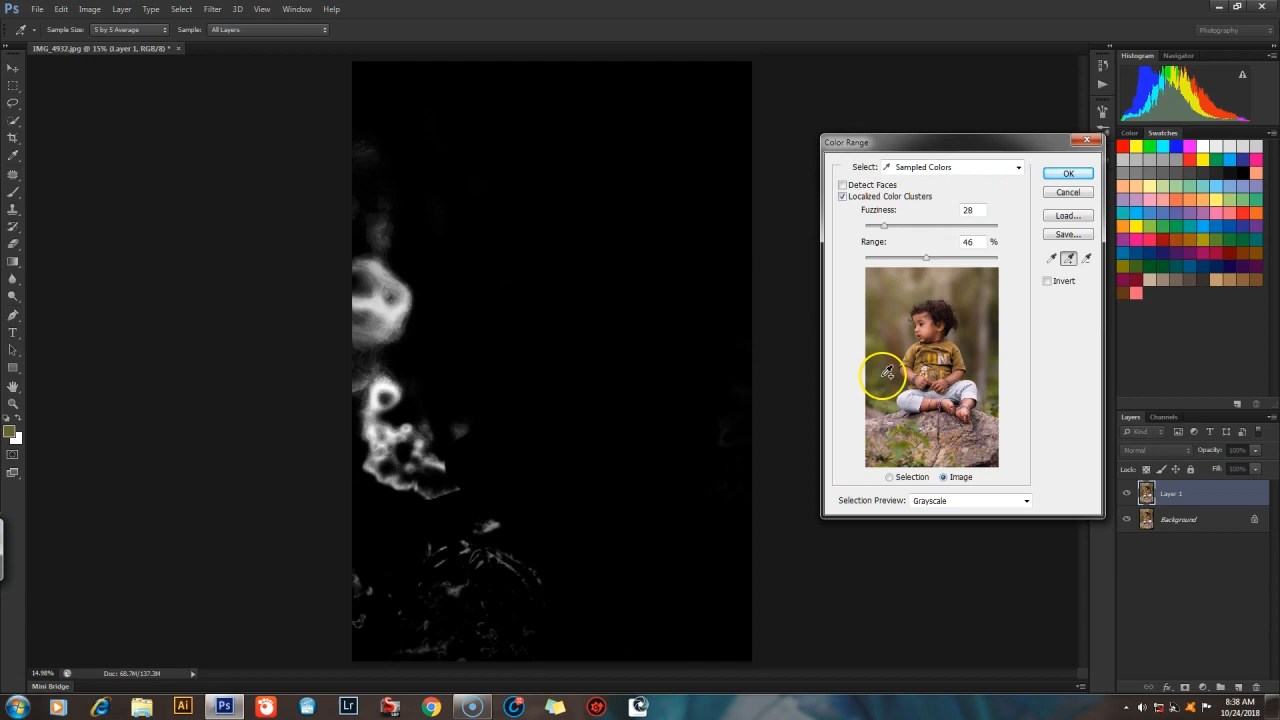 Ps File Edit Image Layer Type Select Filter 3D View Window Help
Sample Size: 5 by 5 Average Sample: All Layers Photography
IMG_4932.jpg @ 15% (Layer 1, RGB/8) * ×
Histogram Navigator
Color Range
Color Swatches
Select: Sampled Colors
OK
Detect Faces
Cancel
Localized Color Clusters
Fuzziness: 28
Load...
Save...
Range: 46 %
Invert
Selection Image
Selection Preview: Grayscale
Layers Channels
Kind
Normal Opacity: 100%
Lock: Fill: 100%
Layer 1
Background
14.98% Doc: 68.7M/137.3M
Mini Bridge
Ai Ps Lr
8:38 AM
10/24/2018